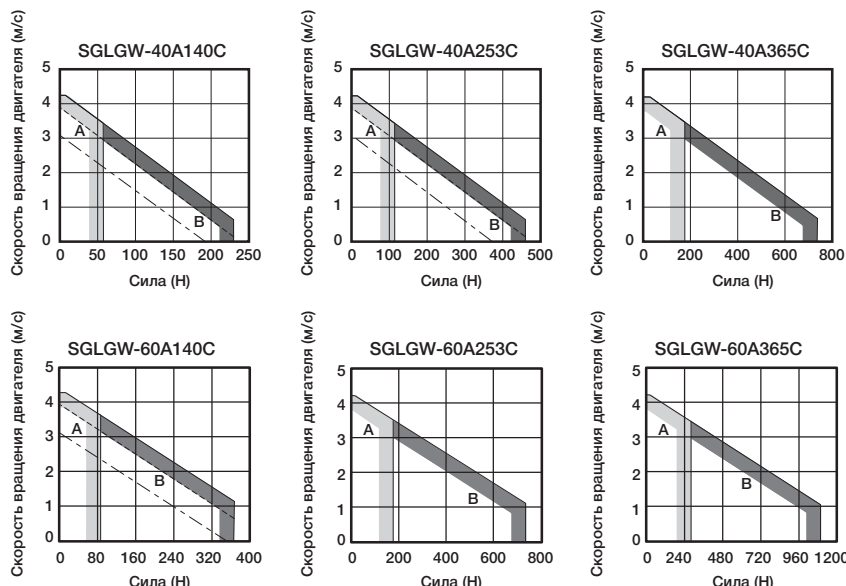 SGLGW-40A140C
Скорость вращения двигателя (м/с)
5
4
3
2
1
0
A
B
0 50 100 150 200 250
Сила (Н)
SGLGW-40A253C
Скорость вращения двигателя (м/с)
5
4
3
2
1
0
A
B
0 100 200 300 400 500
Сила (Н)
SGLGW-40A365C
Скорость вращения двигателя (м/с)
5
4
3
2
1
0
A
B
0 200 400 600 800
Сила (Н)
SGLGW-60A140C
Скорость вращения двигателя (м/с)
5
4
3
2
1
0
A
B
0 80 160 240 320 400
Сила (Н)
SGLGW-60A253C
Скорость вращения двигателя (м/с)
5
4
3
2
1
0
A
B
0 200 400 600 800
Сила (Н)
SGLGW-60A365C
Скорость вращения двигателя (м/с)
5
4
3
2
1
0
A
B
0 240 480 720 960 1200
Сила (Н)